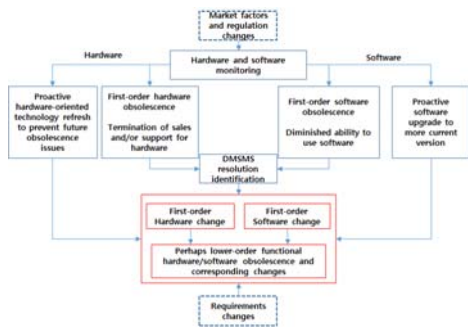 Market factors
and regulation
changes
Hardware
Software
Hardware and software
monitoring
Proactive
hardware-oriented
technology refresh
to prevent future
obsolescence
issues
First-order hardware
obsolescence
Termination of sales
and/or support for
hardware
First-order software
obsolescence
Diminished ability to
use software
Proactive
software
upgrade to
more current
version
DMSMS
resolution
identification
First-order
Hardware change
First-order
Software change
Perhaps lower-order functional
hardware/software obsolescence and
corresponding changes
Requirements
changes